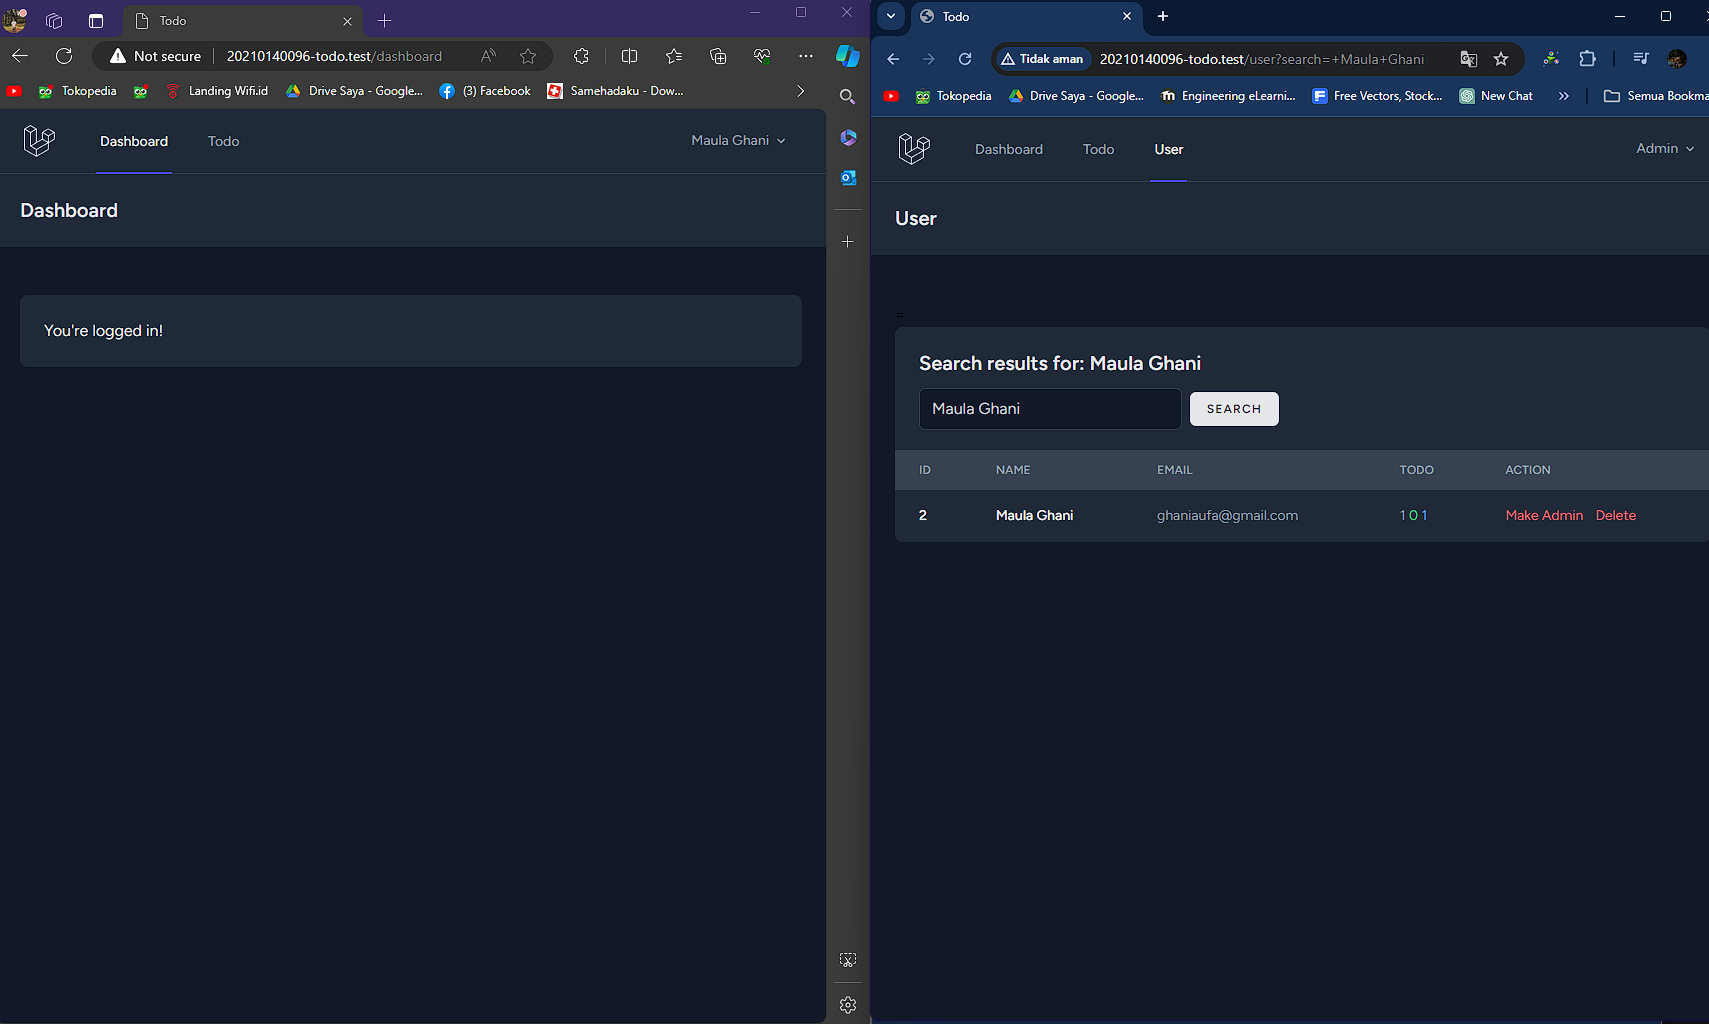 Todo
Not secure 20210140096-todo.test/dashboard
Tokopedia Landing Wifi.id Drive Saya - Google... (3) Facebook Samehadaku - Dow...
Dashboard Todo Maula Ghani
Dashboard
You're logged in!
Todo
Tidak aman 20210140096-todo.test/user?search=+Maula+Ghani
Tokopedia Drive Saya - Google... Engineering eLearni... Free Vectors, Stock... New Chat Semua Bookma
Dashboard Todo User Admin
User
=
Search results for: Maula Ghani
Maula Ghani SEARCH
ID NAME EMAIL TODO ACTION
2 Maula Ghani ghaniaufa@gmail.com 1 0 1 Make Admin Delete